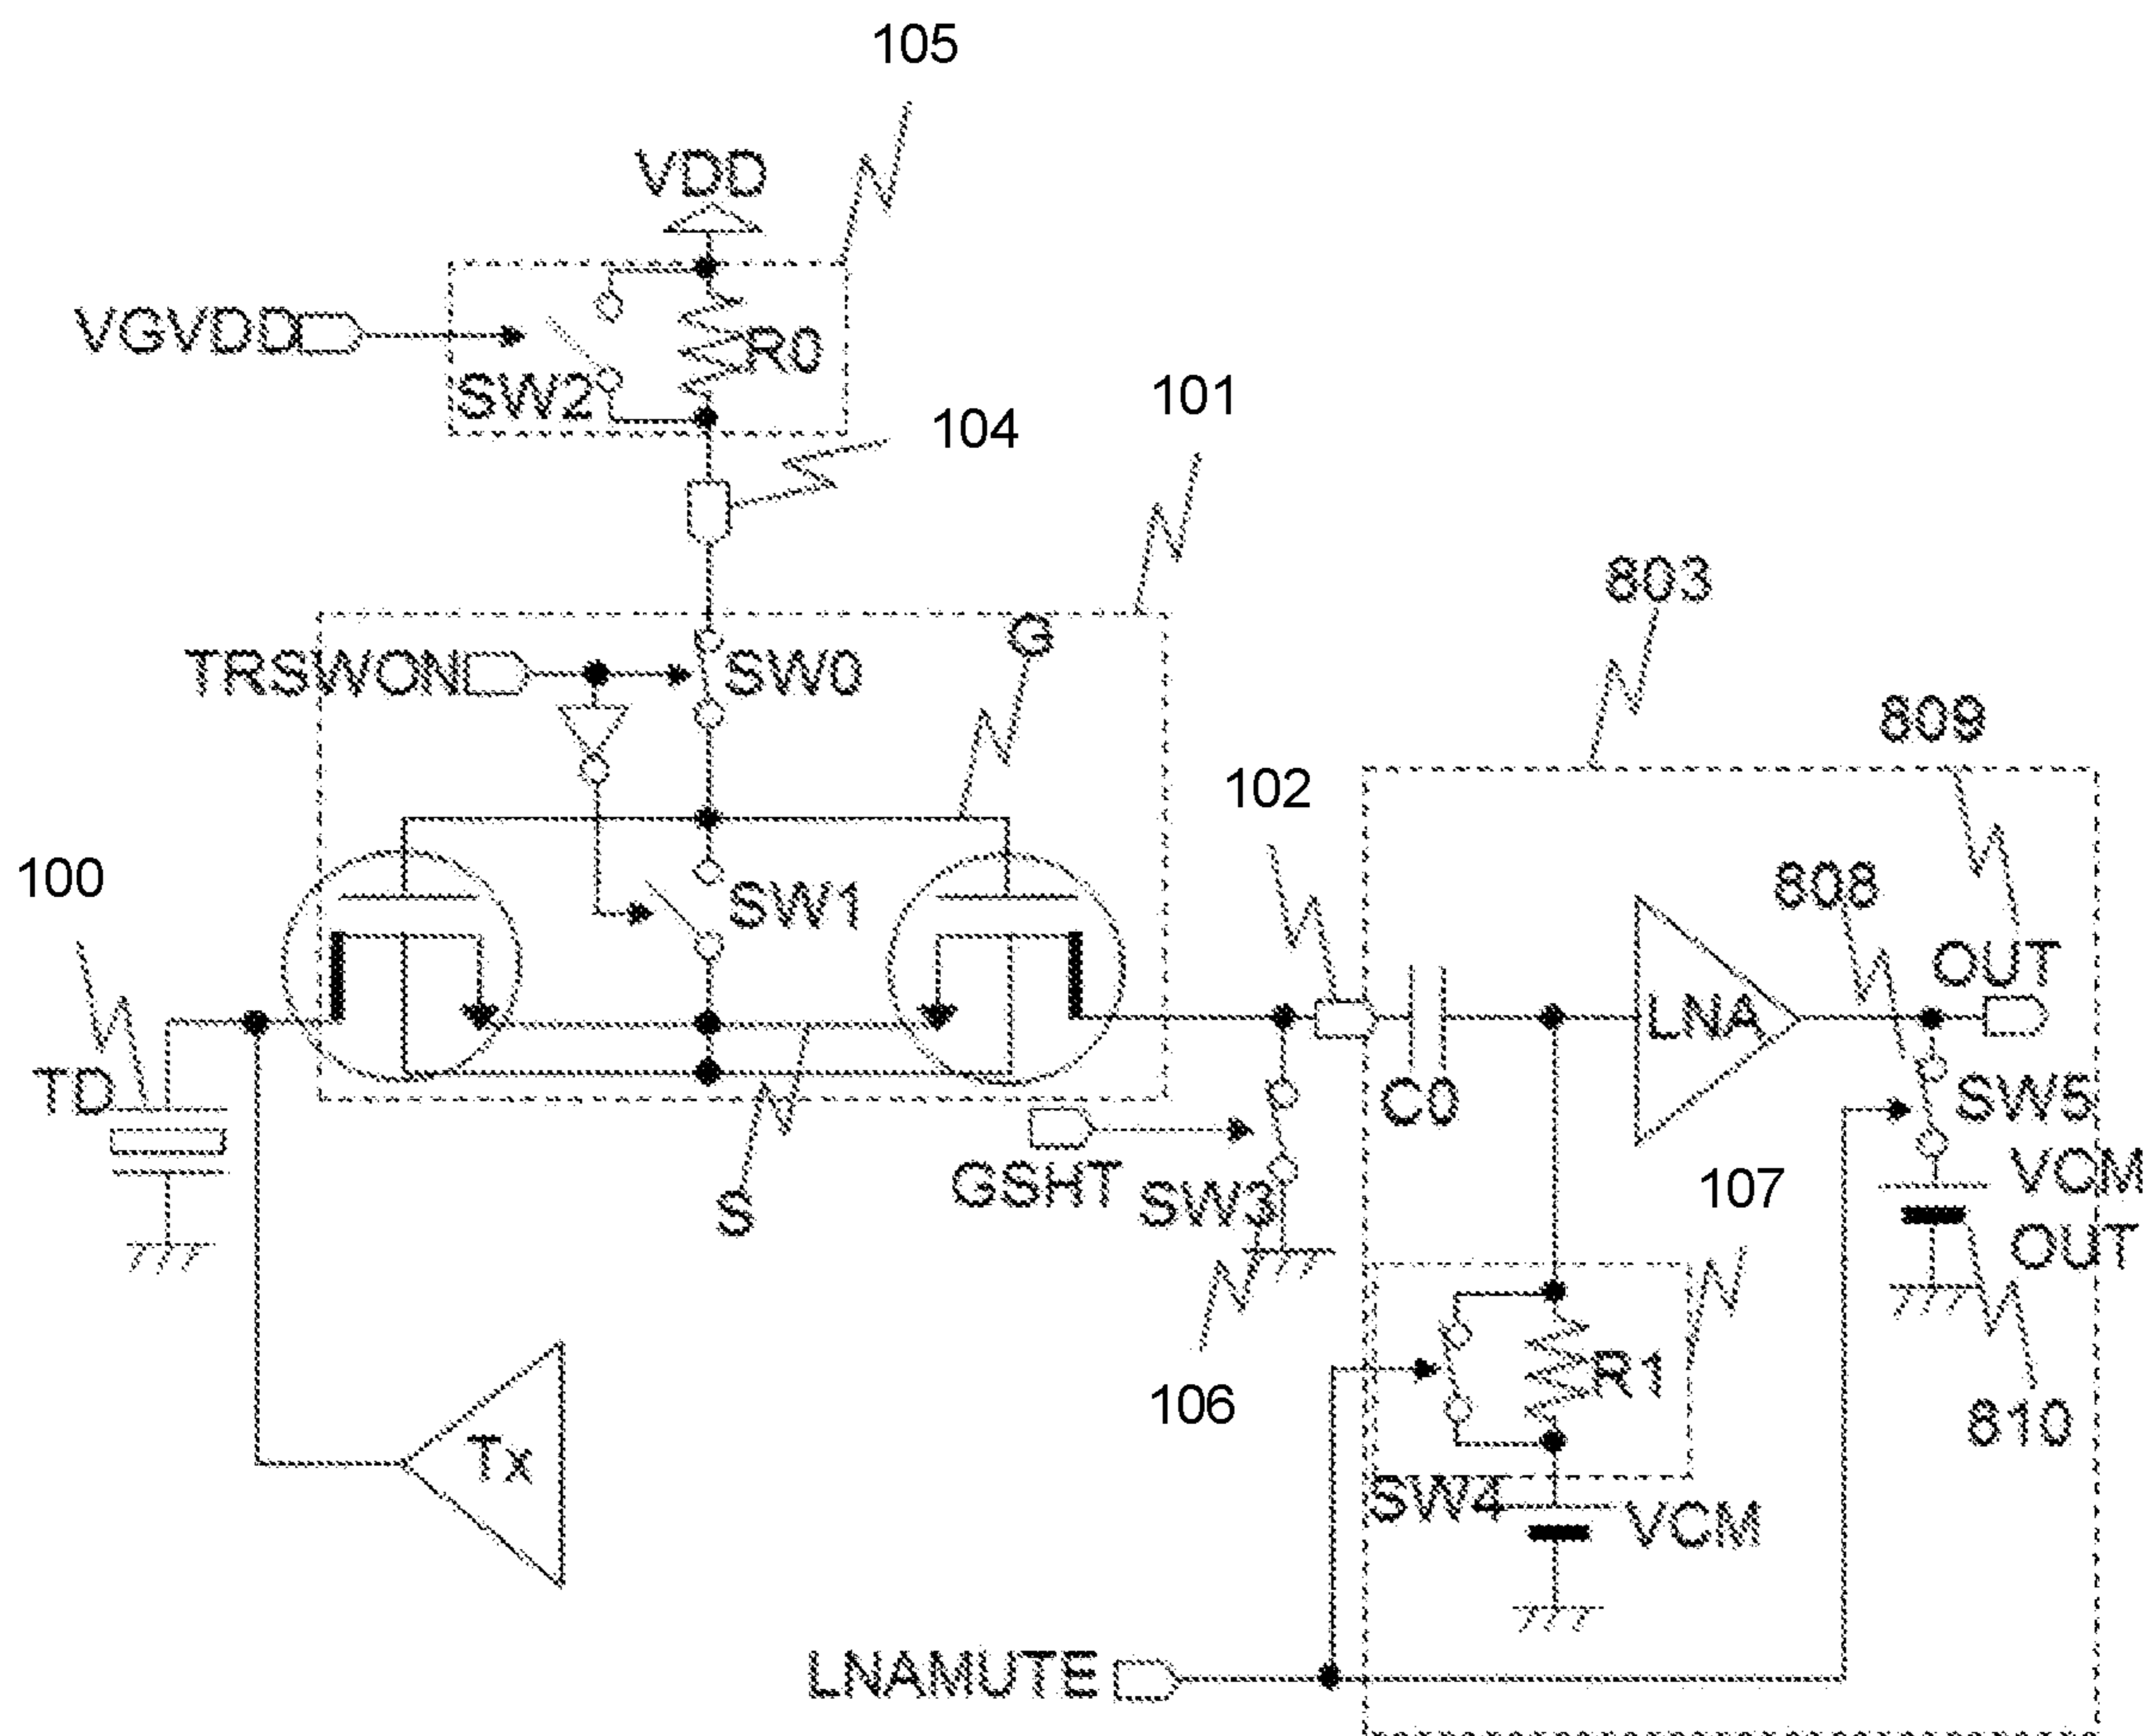 105
VDD
VGVDD
R0
SW2
101
104
803
G
TRSWON
SW0
809
102
100
SW1
808
OUT
LNA
TD
C0
SW5
GSHT
SW3
107
VCM
OUT
S
R1
106
810
Tx
SW4
VCM
LNAMUTE